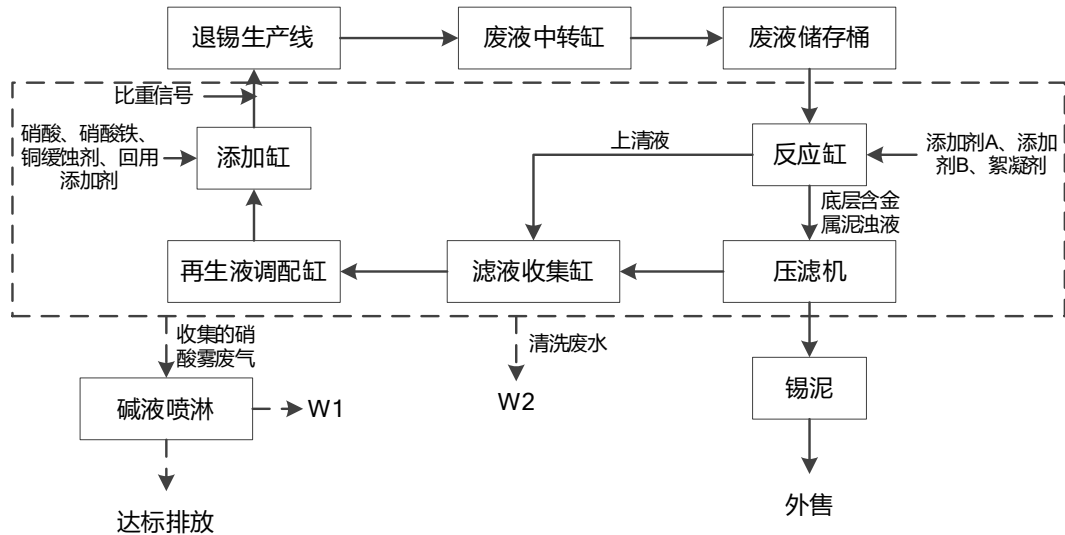 退锡生产线
废液中转缸
废液储存桶
比重信号
硝酸、硝酸铁、
铜缓蚀剂、回用
添加剂
添加缸
上清液
反应缸
添加剂A、添加
剂B、絮凝剂
底层含金
属泥浊液
再生液调配缸
滤液收集缸
压滤机
收集的硝
酸雾废气
清洗废水
碱液喷淋
W1
W2
锡泥
达标排放
外售